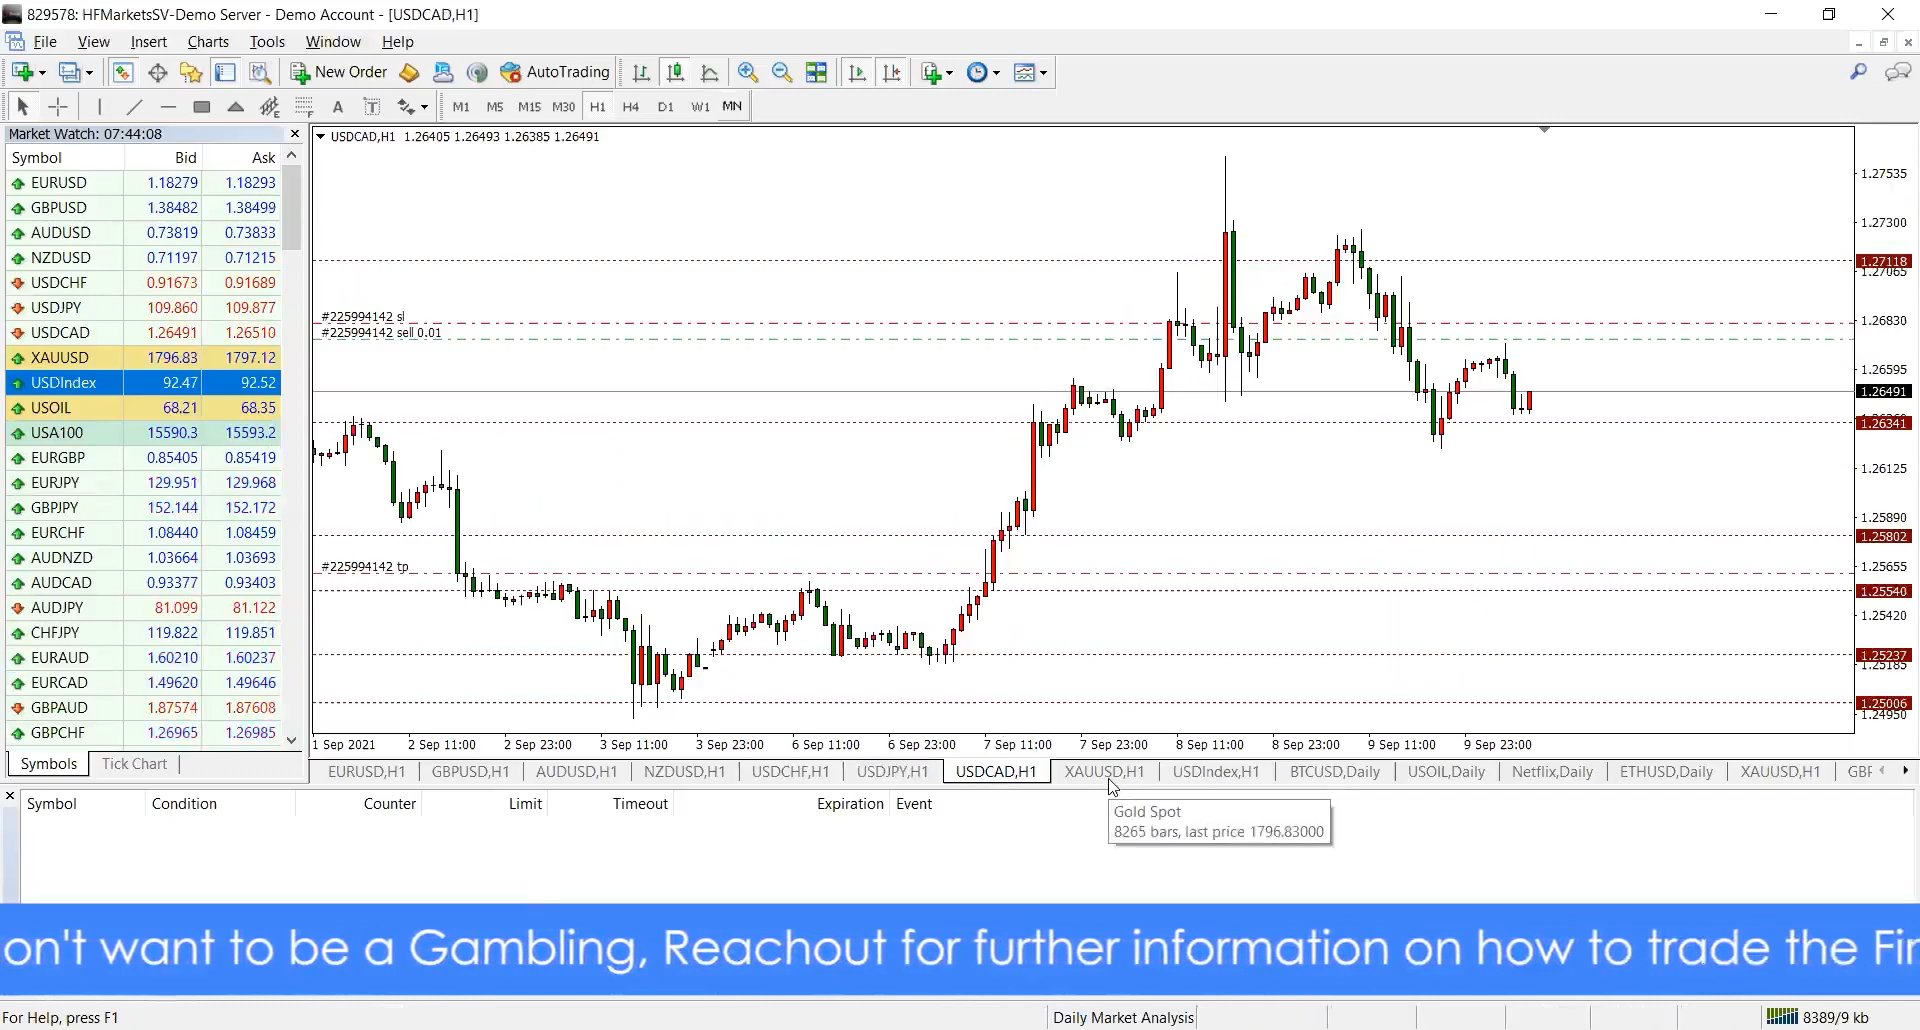 829578: HFMarketsSV-Demo Server - Demo Account - [USDCAD,H1]
File View Insert Charts Tools Window Help
New Order AutoTrading
M1 M5 M15 M30 H1 H4 D1 W1 MN
Market Watch: 07:44:08
Symbol Bid Ask
EURUSD 1.18279 1.18293
GBPUSD 1.38482 1.38499
AUDUSD 0.73819 0.73833
NZDUSD 0.71197 0.71215
USDCHF 0.91673 0.91689
USDJPY 109.860 109.877
USDCAD 1.26491 1.26510
XAUUSD 1796.83 1797.12
USDIndex 92.47 92.52
USOIL 68.21 68.35
USA100 15590.3 15593.2
EURGBP 0.85405 0.85419
EURJPY 129.951 129.968
GBPJPY 152.144 152.172
EURCHF 1.08440 1.08459
AUDNZD 1.03664 1.03693
AUDCAD 0.93377 0.93403
AUDJPY 81.099 81.122
CHFJPY 119.822 119.851
EURAUD 1.60210 1.60237
EURCAD 1.49620 1.49646
GBPAUD 1.87574 1.87608
GBPCHF 1.26965 1.26985
Symbols Tick Chart
USDCAD,H1 1.26405 1.26493 1.26385 1.26491
#225994142 sl
#225994142 sell 0.01
#225994142 tp
1.27535
1.27300
1.27118
1.27065
1.26830
1.26595
1.26491
1.26341
1.26125
1.25890
1.25802
1.25655
1.25540
1.25420
1.25237
1.25185
1.25006
1.24950
1 Sep 2021 2 Sep 11:00 2 Sep 23:00 3 Sep 11:00 3 Sep 23:00 6 Sep 11:00 6 Sep 23:00 7 Sep 11:00 7 Sep 23:00 8 Sep 11:00 8 Sep 23:00 9 Sep 11:00 9 Sep 23:00
EURUSD,H1 GBPUSD,H1 AUDUSD,H1 NZDUSD,H1 USDCHF,H1 USDJPY,H1 USDCAD,H1 XAUUSD,H1 USDIndex,H1 BTCUSD,Daily USOIL,Daily Netflix,Daily ETHUSD,Daily XAUUSD,H1 GBF
Symbol Condition Counter Limit Timeout Expiration Event
Gold Spot
8265 bars, last price 1796.83000
on't want to be a Gambling, Reachout for further information on how to trade the Fir
For Help, press F1 Daily Market Analysis 8389/9 kb